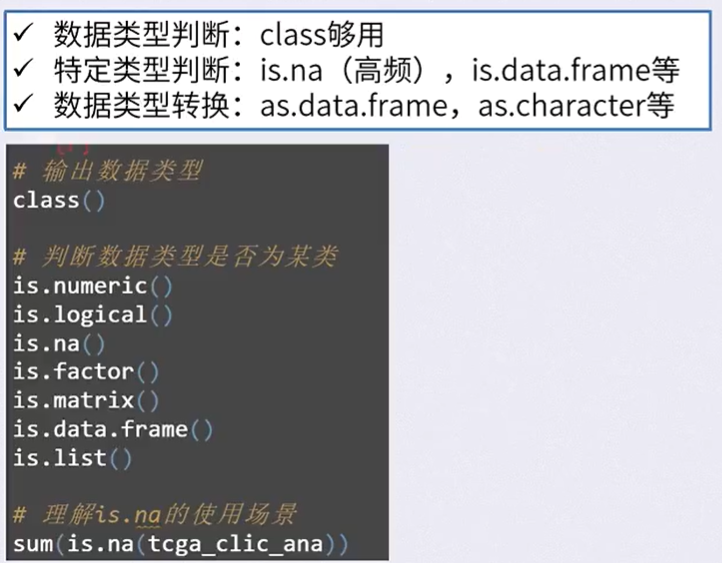 ✓ 数据类型判断：class够用
✓ 特定类型判断：is.na（高频），is.data.frame等
✓ 数据类型转换：as.data.frame，as.character等
# 输出数据类型
class()
# 判断数据类型是否为某类
is.numeric()
is.logical()
is.na()
is.factor()
is.matrix()
is.data.frame()
is.list()
# 理解is.na的使用场景
sum(is.na(tcga_clic_ana))